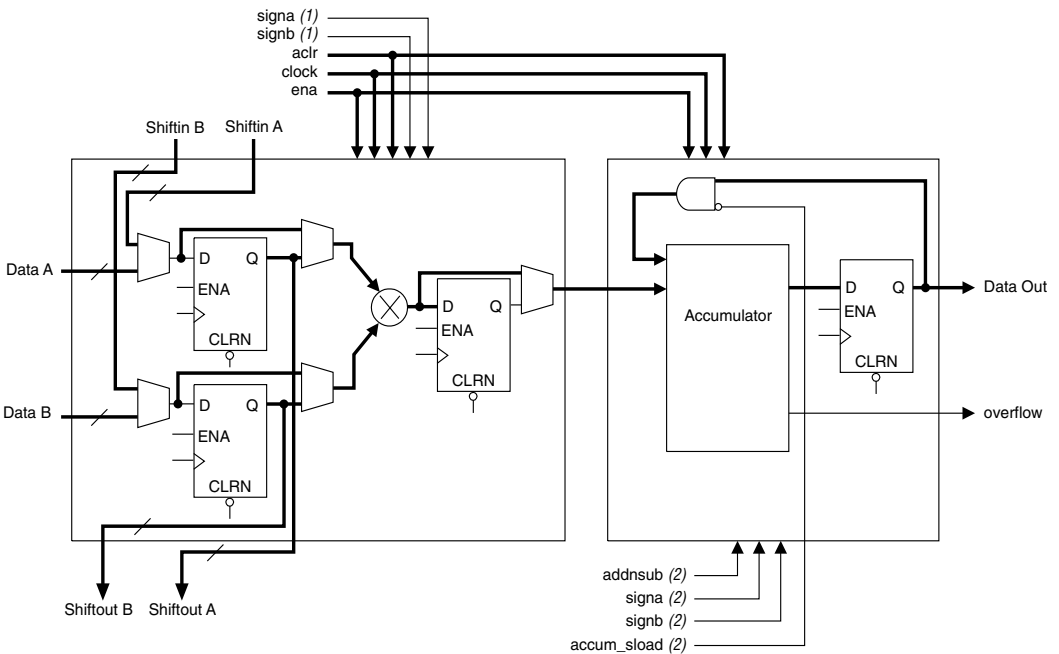 signa (1)
signb (1)
aclr
clock
ena
Shiftin B
Shiftin A
Data A
D
Q
ENA
CLRN
Data B
D
Q
ENA
CLRN
D
Q
ENA
CLRN
Shiftout B
Shiftout A
Accumulator
D
Q
ENA
CLRN
Data Out
overflow
addnsub (2)
signa (2)
signb (2)
accum_sload (2)